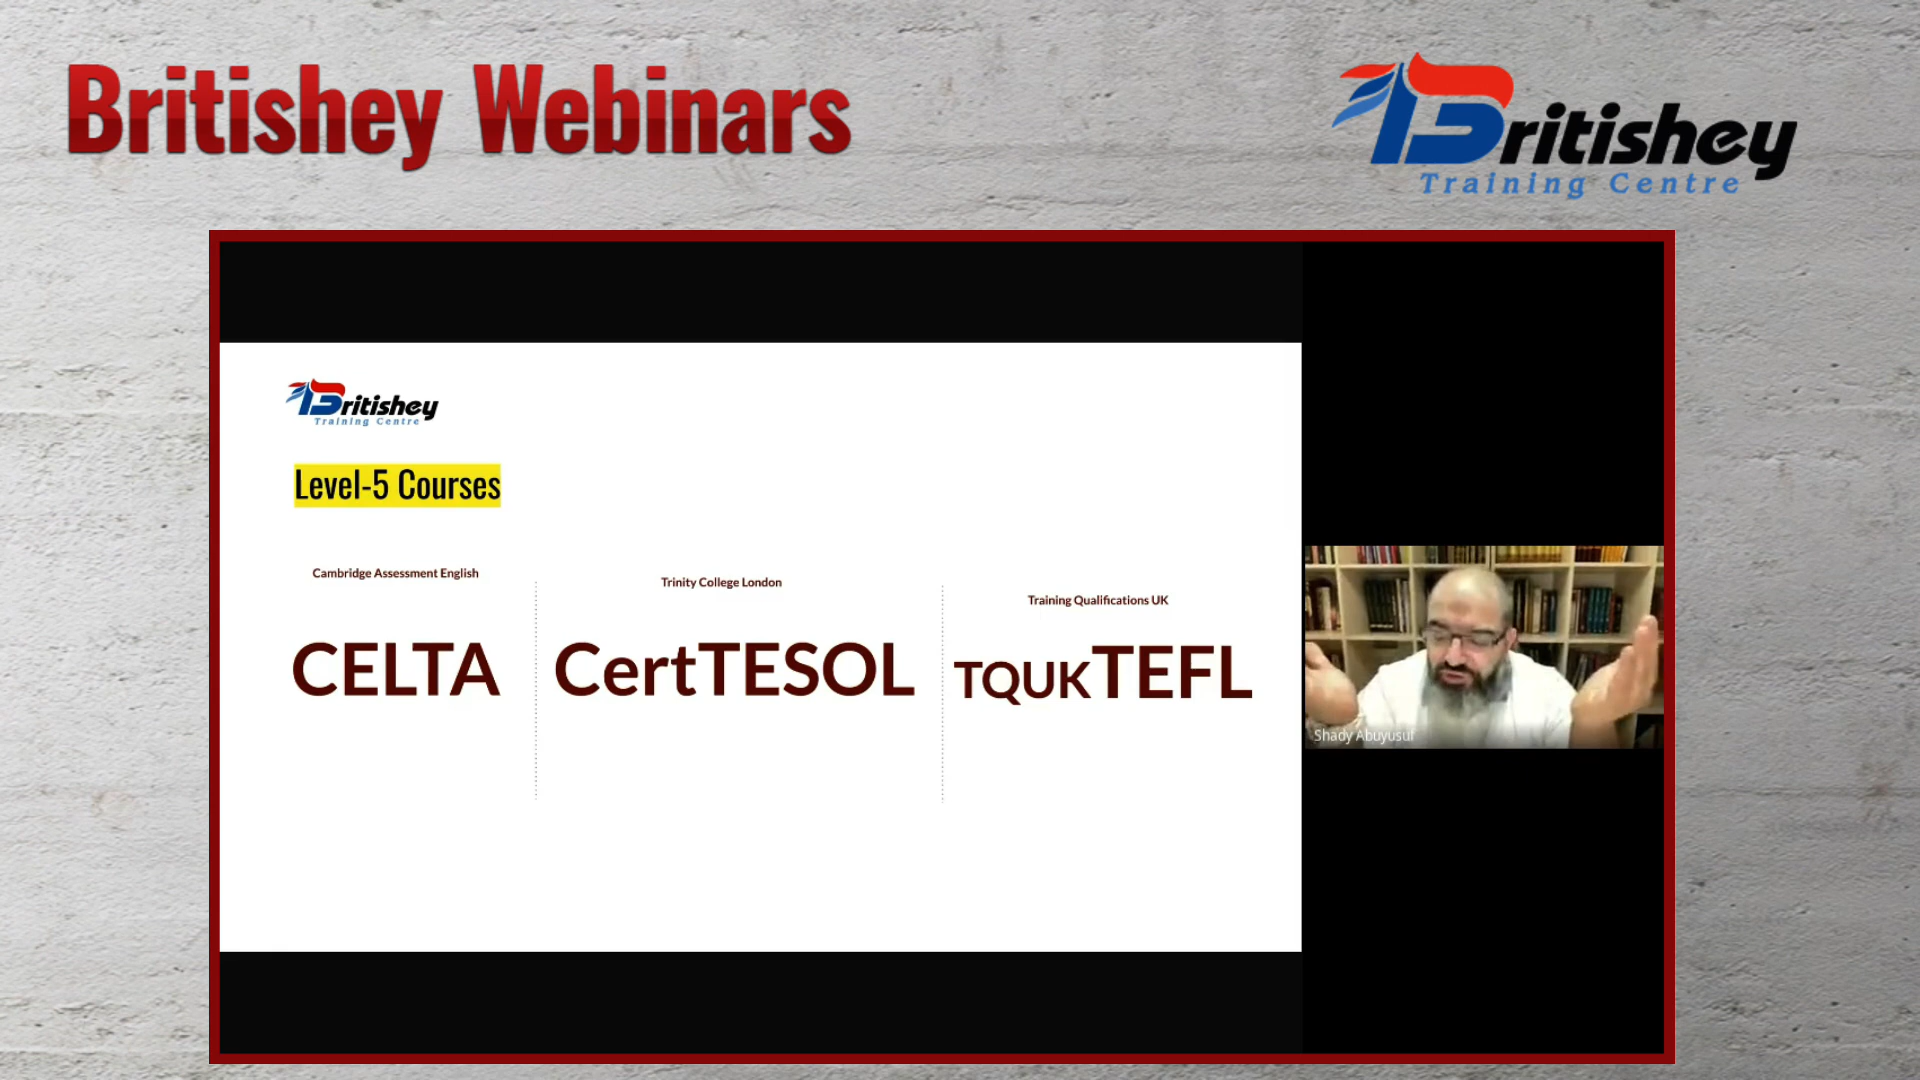 Britishey Webinars
Britishey
Training Centre
Britishey
Training Centre
Level-5 Courses
Cambridge Assessment English
CELTA
Trinity College London
CertTESOL
Training Qualifications UK
TQUKTEFL
Shady Abuyusuf